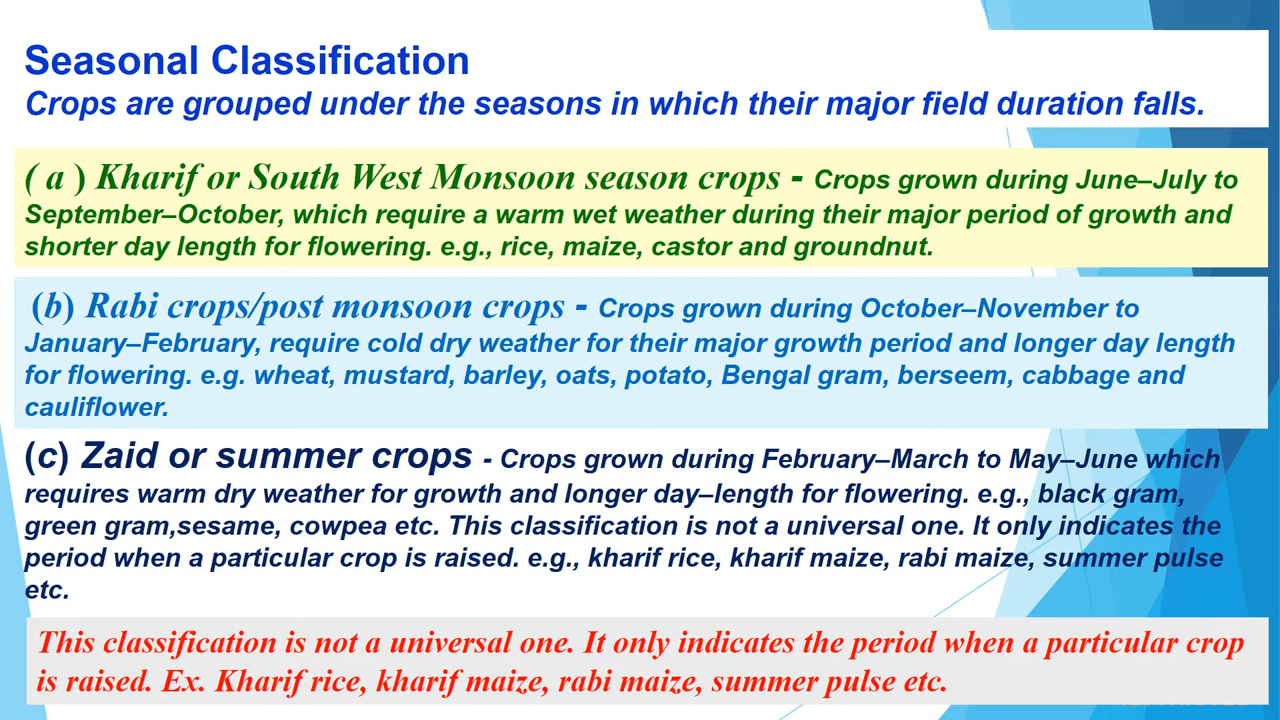 Seasonal Classification
Crops are grouped under the seasons in which their major field duration falls.
( a ) Kharif or South West Monsoon season crops - Crops grown during June–July to
September–October, which require a warm wet weather during their major period of growth and
shorter day length for flowering. e.g., rice, maize, castor and groundnut.
(b) Rabi crops/post monsoon crops - Crops grown during October–November to
January–February, require cold dry weather for their major growth period and longer day length
for flowering. e.g. wheat, mustard, barley, oats, potato, Bengal gram, berseem, cabbage and
cauliflower.
(c) Zaid or summer crops - Crops grown during February–March to May–June which
requires warm dry weather for growth and longer day–length for flowering. e.g., black gram,
green gram,sesame, cowpea etc. This classification is not a universal one. It only indicates the
period when a particular crop is raised. e.g., kharif rice, kharif maize, rabi maize, summer pulse
etc.
This classification is not a universal one. It only indicates the period when a particular crop
is raised. Ex. Kharif rice, kharif maize, rabi maize, summer pulse etc.